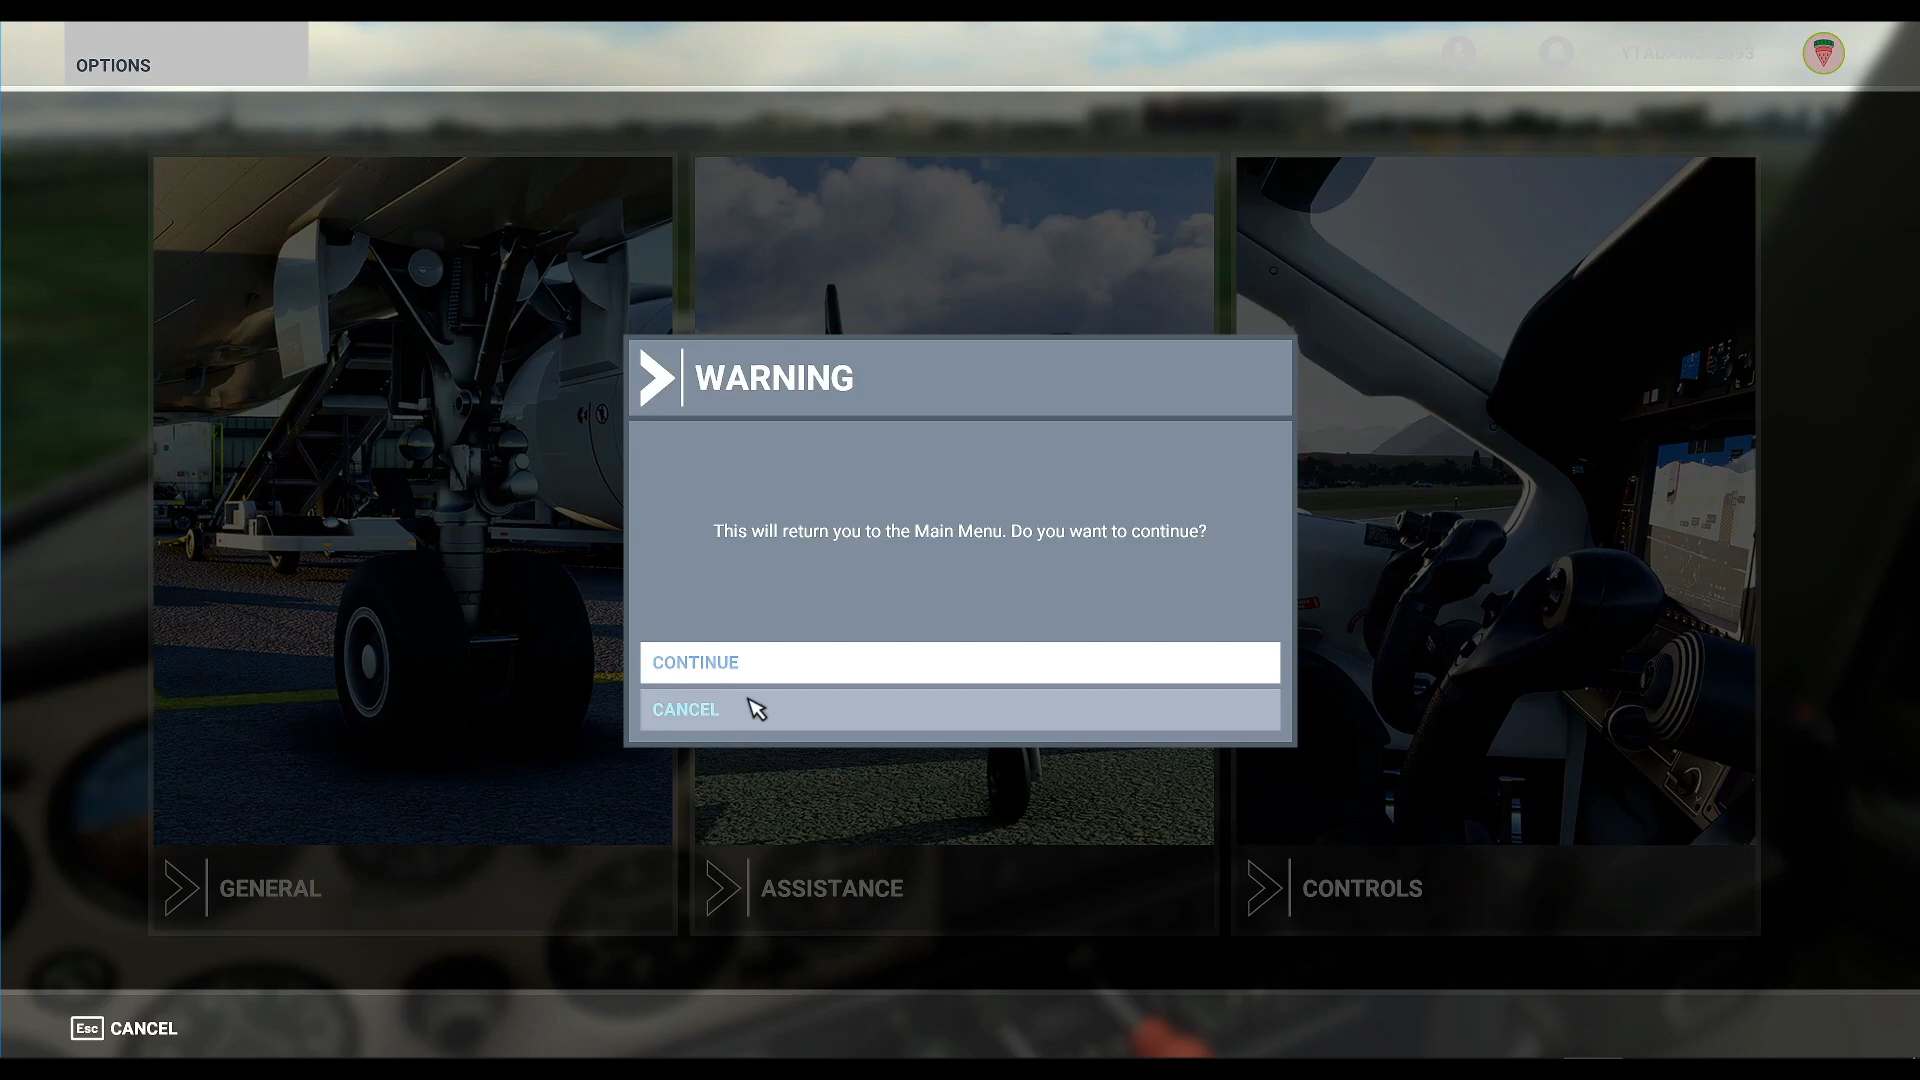 OPTIONS
WARNING
This will return you to the Main Menu. Do you want to continue?
CONTINUE
CANCEL
GENERAL
ASSISTANCE
CONTROLS
Esc CANCEL